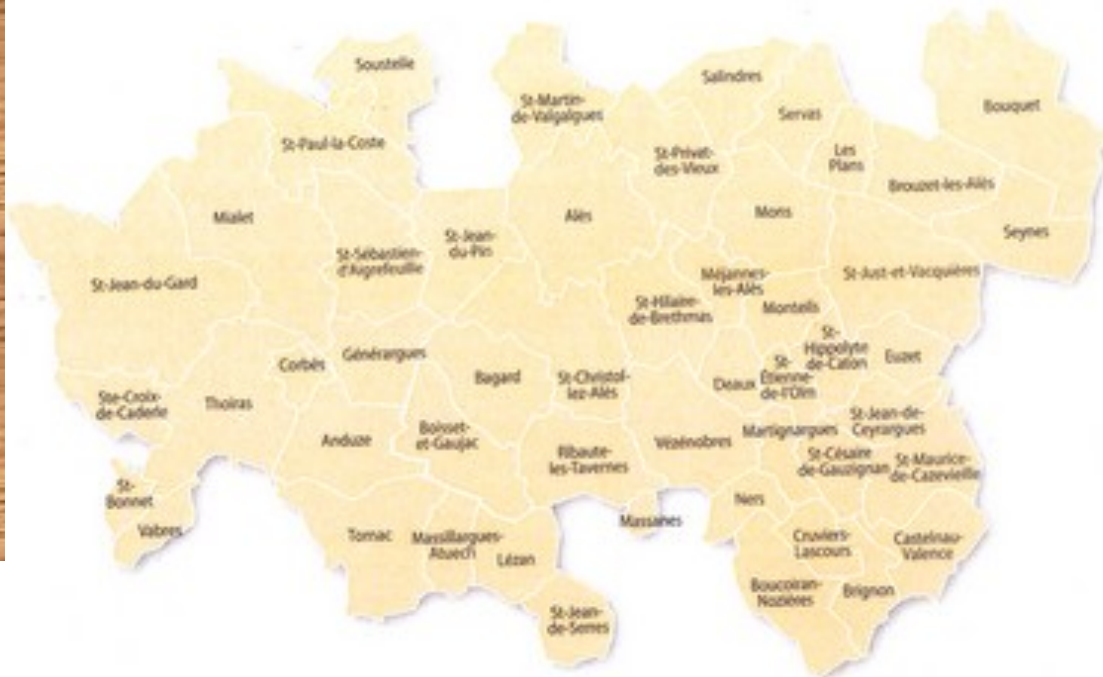 Soustelle
Salindres
St-Martin-
de-Valgalgues
Bouquet
Servas
St-Paul-la-Coste
St-Privat-
des-Vieux
Les
Plans
Brouzet-les-Alès
Mialet
Alès
Mons
Seynes
St-Jean-
du-Pin
St-Sébastien-
d'Aigrefeuille
St-Jean-du-Gard
St-Just-et-Vacquières
Méjannes-
les-Alès
St-Hilaire-
de-Brethmas
Monteils
St-
Hippolyte-
de-Caton
Générargues
Euzet
Corbès
Bagard
St-Christol-
lez-Alès
Deaux
St-
Étienne-
de-l'Olm
Ste-Croix-
de-Caderle
Thoiras
St-Jean-de-
Ceyrargues
Anduze
Boisset-
et-Gaujac
Vézénobres
Martignargues
Ribaute-
les-Tavernes
St-Césaire
de-Gauzignan
St-Maurice-
de-Cazevieille
St-
Bonnet
Ners
Vabres
Massanes
Tornac
Massillargues-
Atuech
Lézan
Cruviers-
Lascours
Castelnau-
Valence
Boucoiran-
Nozières
Brignon
St-Jean-
de-Serres